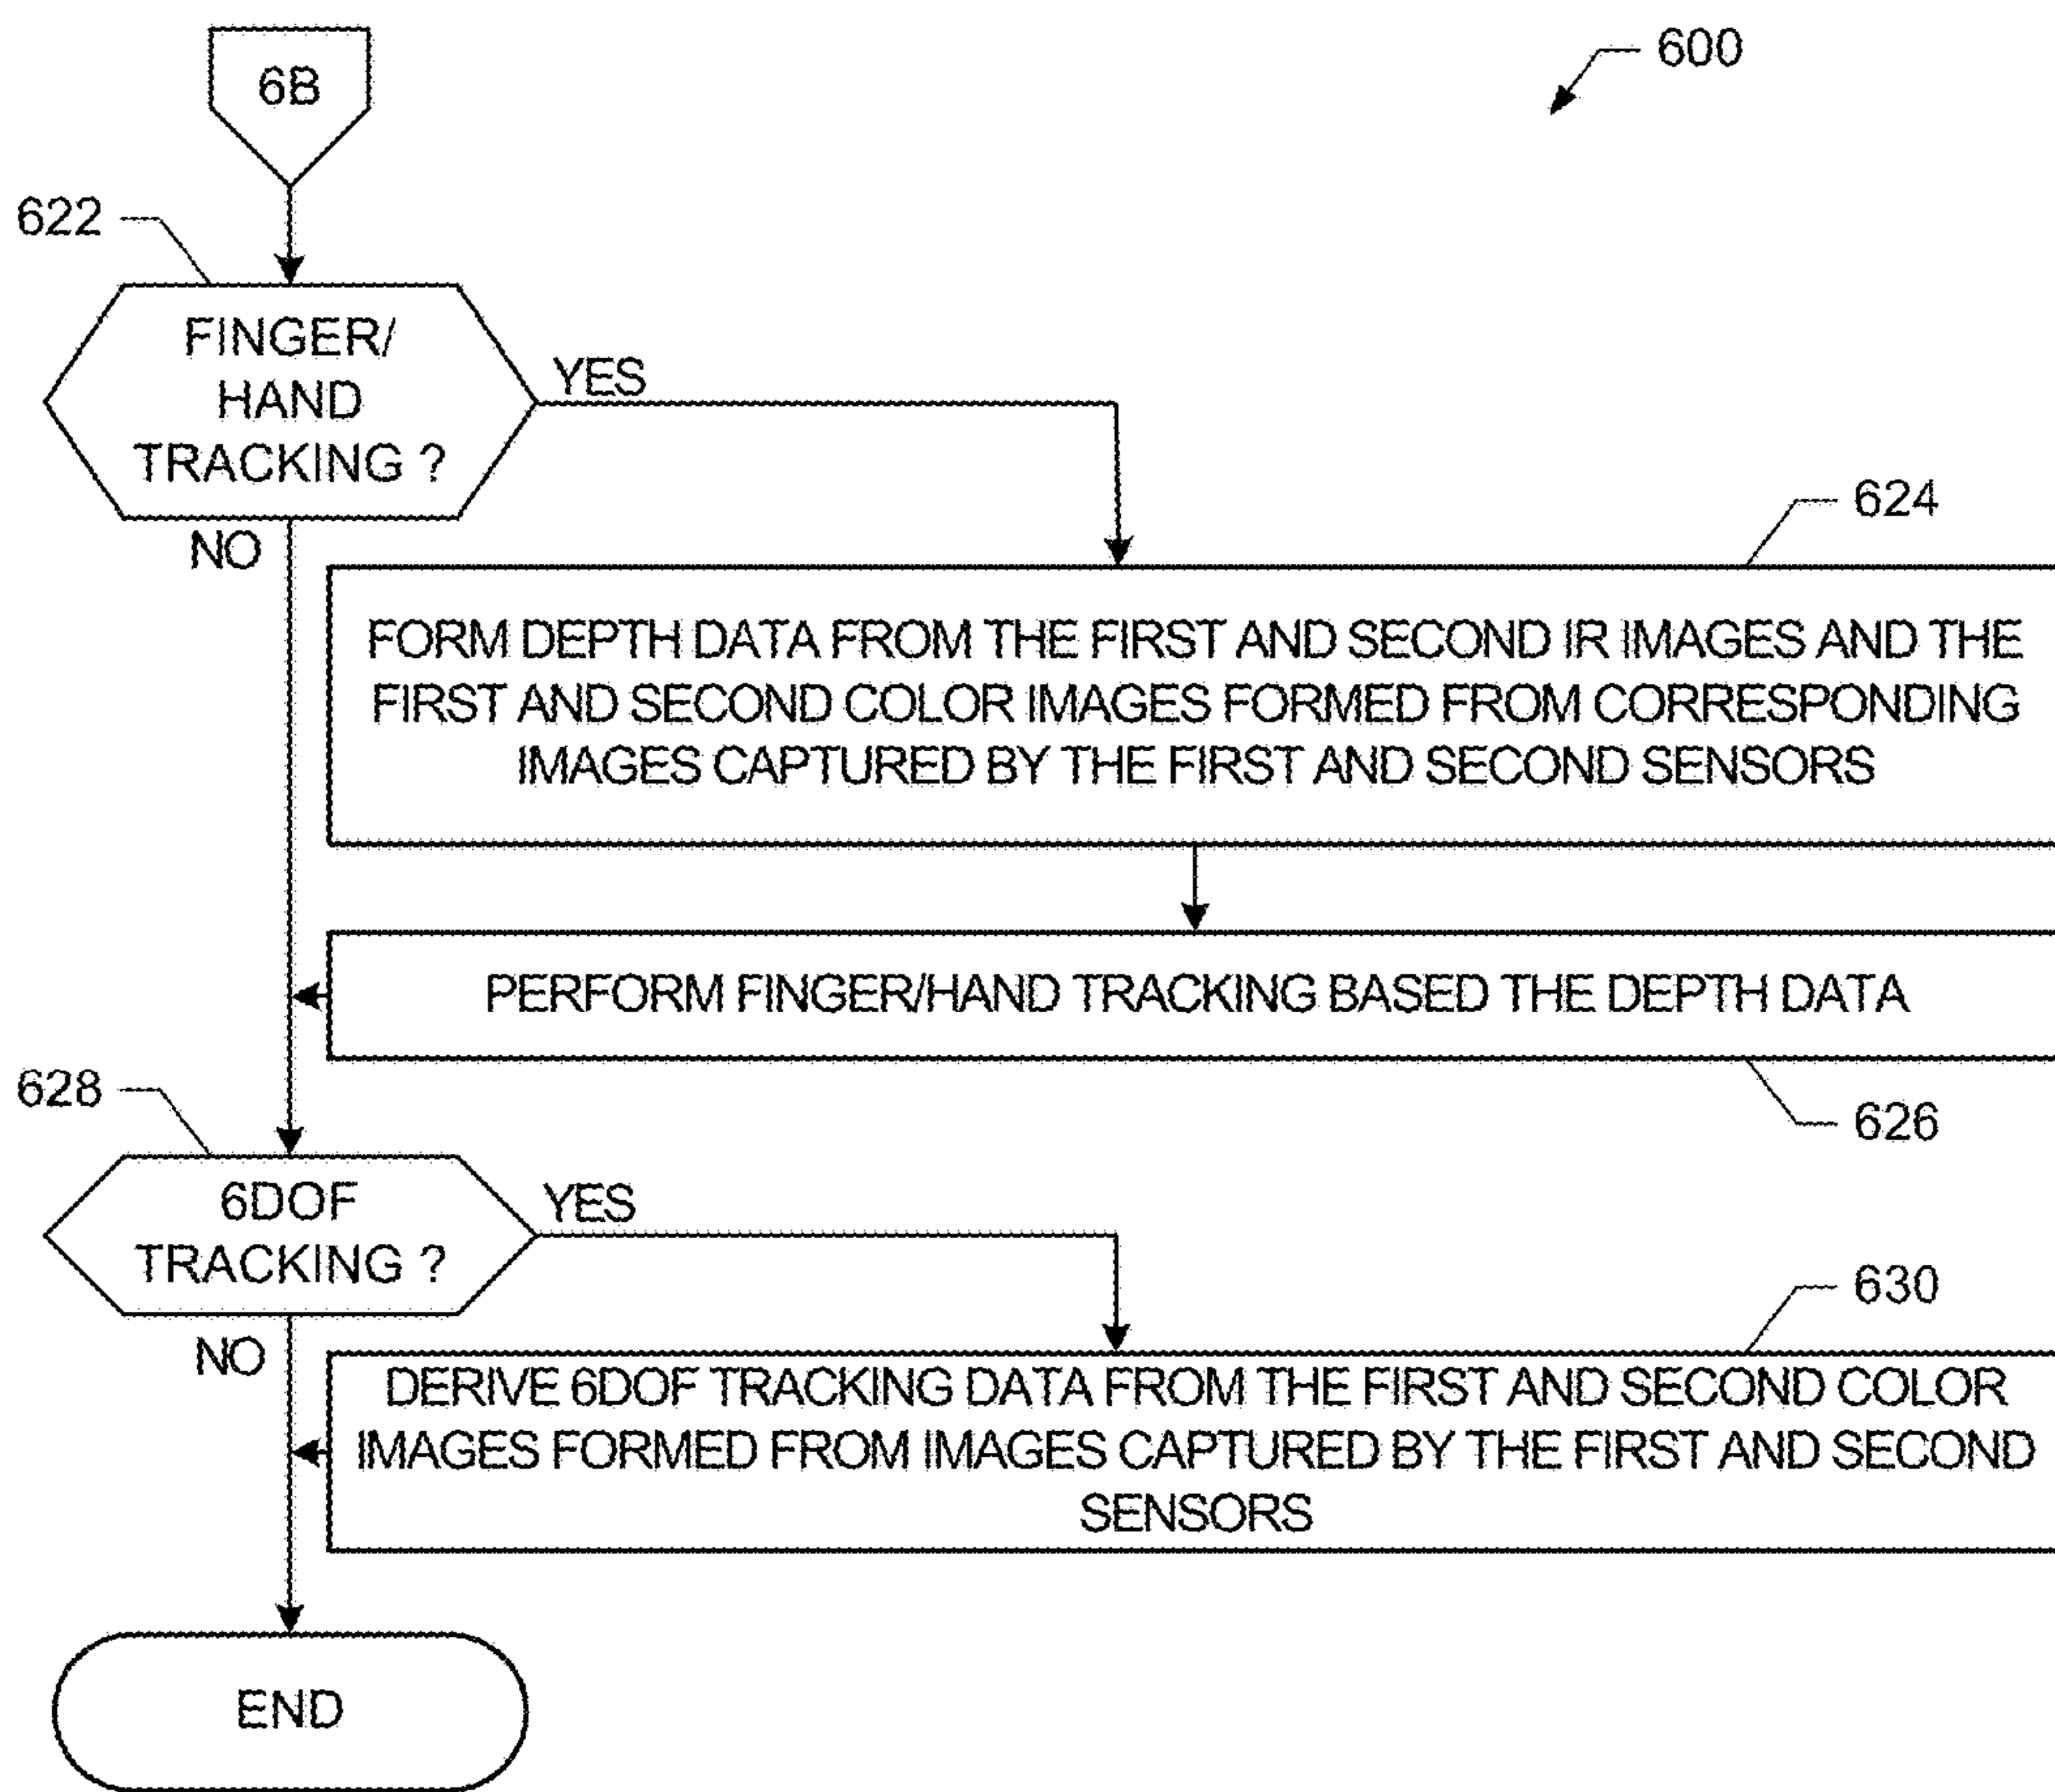 6B
600
622
FINGER/
HAND
TRACKING ?
YES
NO
624
FORM DEPTH DATA FROM THE FIRST AND SECOND IR IMAGES AND THE
FIRST AND SECOND COLOR IMAGES FORMED FROM CORRESPONDING
IMAGES CAPTURED BY THE FIRST AND SECOND SENSORS
PERFORM FINGER/HAND TRACKING BASED THE DEPTH DATA
626
628
6DOF
TRACKING ?
YES
NO
630
DERIVE 6DOF TRACKING DATA FROM THE FIRST AND SECOND COLOR
IMAGES FORMED FROM IMAGES CAPTURED BY THE FIRST AND SECOND
SENSORS
END